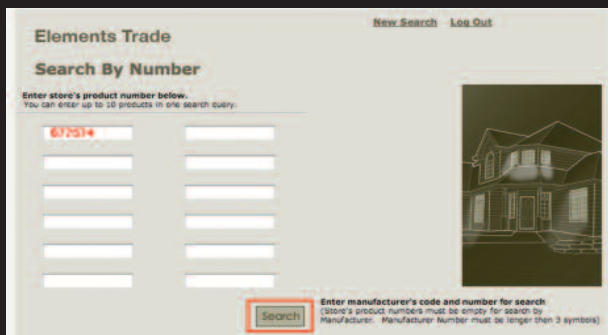 New Search Log Out
Elements Trade
Search By Number
Enter store's product number below.
You can enter up to 10 products in one search query.
677574
Search
Enter manufacturer's code and number for search
(Store's product numbers must be empty for search by
Manufacturer. Manufacturer Number must be longer then 3 symbols)